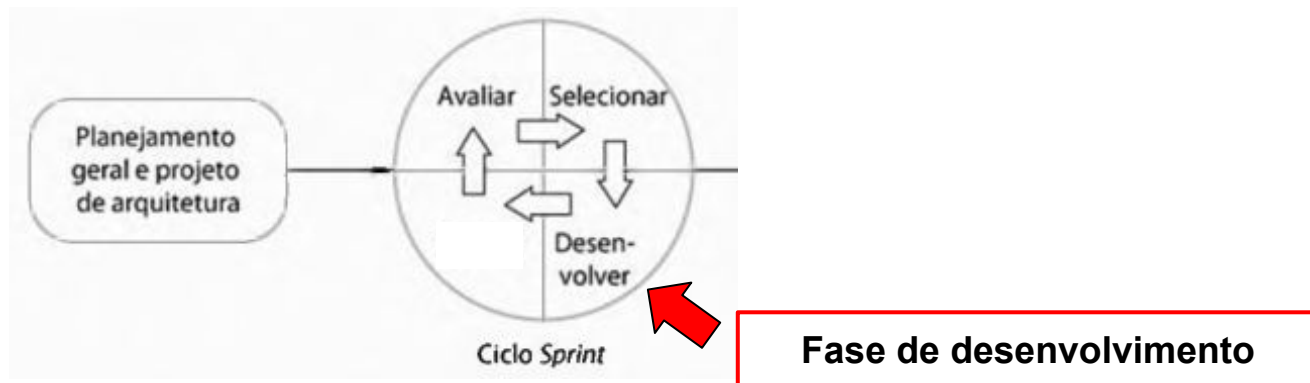 Planejamento
geral e projeto
de arquitetura
Avaliar
Selecionar
Desen-
volver
Ciclo Sprint
Fase de desenvolvimento